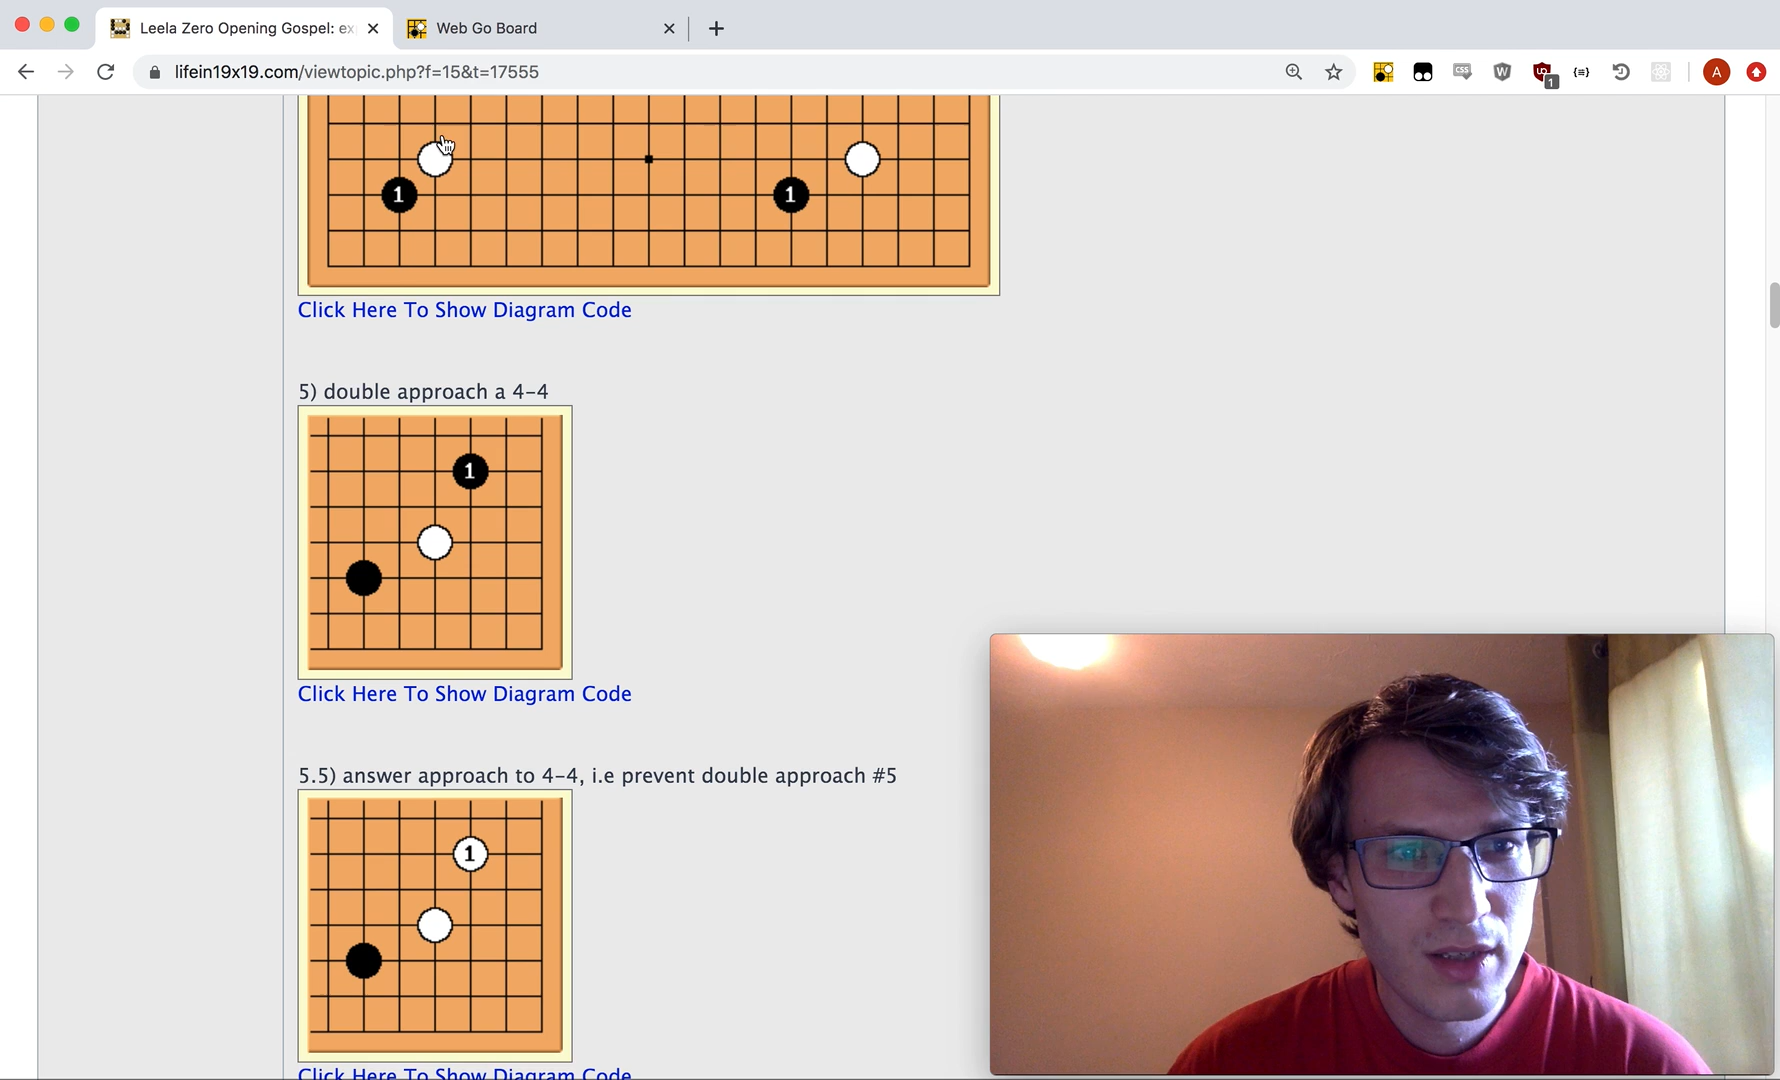 Leela Zero Opening Gospel: ex
Web Go Board
lifein19x19.com/viewtopic.php?f=15&t=17555
CSS
W
1
{≡}
A
1 1
Click Here To Show Diagram Code
5) double approach a 4-4
1
Click Here To Show Diagram Code
5.5) answer approach to 4-4, i.e prevent double approach #5
1
Click Here To Show Diagram Code